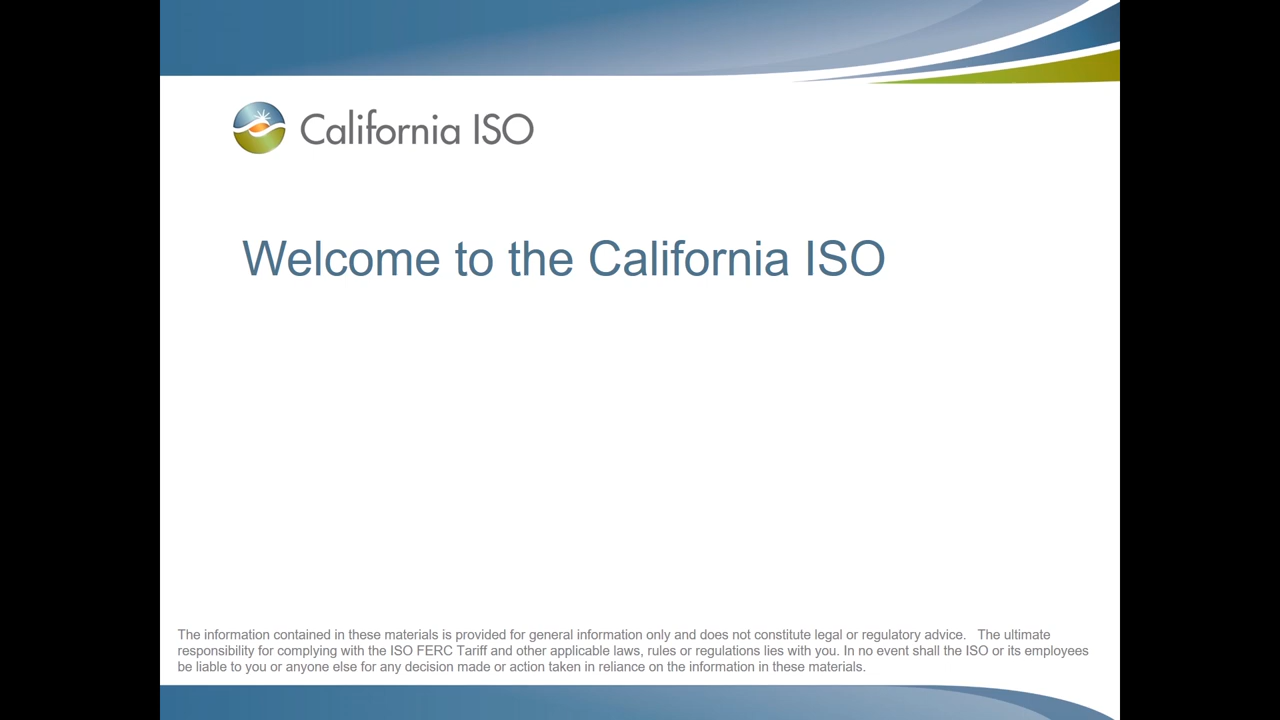 California ISO
Welcome to the California ISO
The information contained in these materials is provided for general information only and does not constitute legal or regulatory advice.   The ultimate
responsibility for complying with the ISO FERC Tariff and other applicable laws, rules or regulations lies with you. In no event shall the ISO or its employees
be liable to you or anyone else for any decision made or action taken in reliance on the information in these materials.